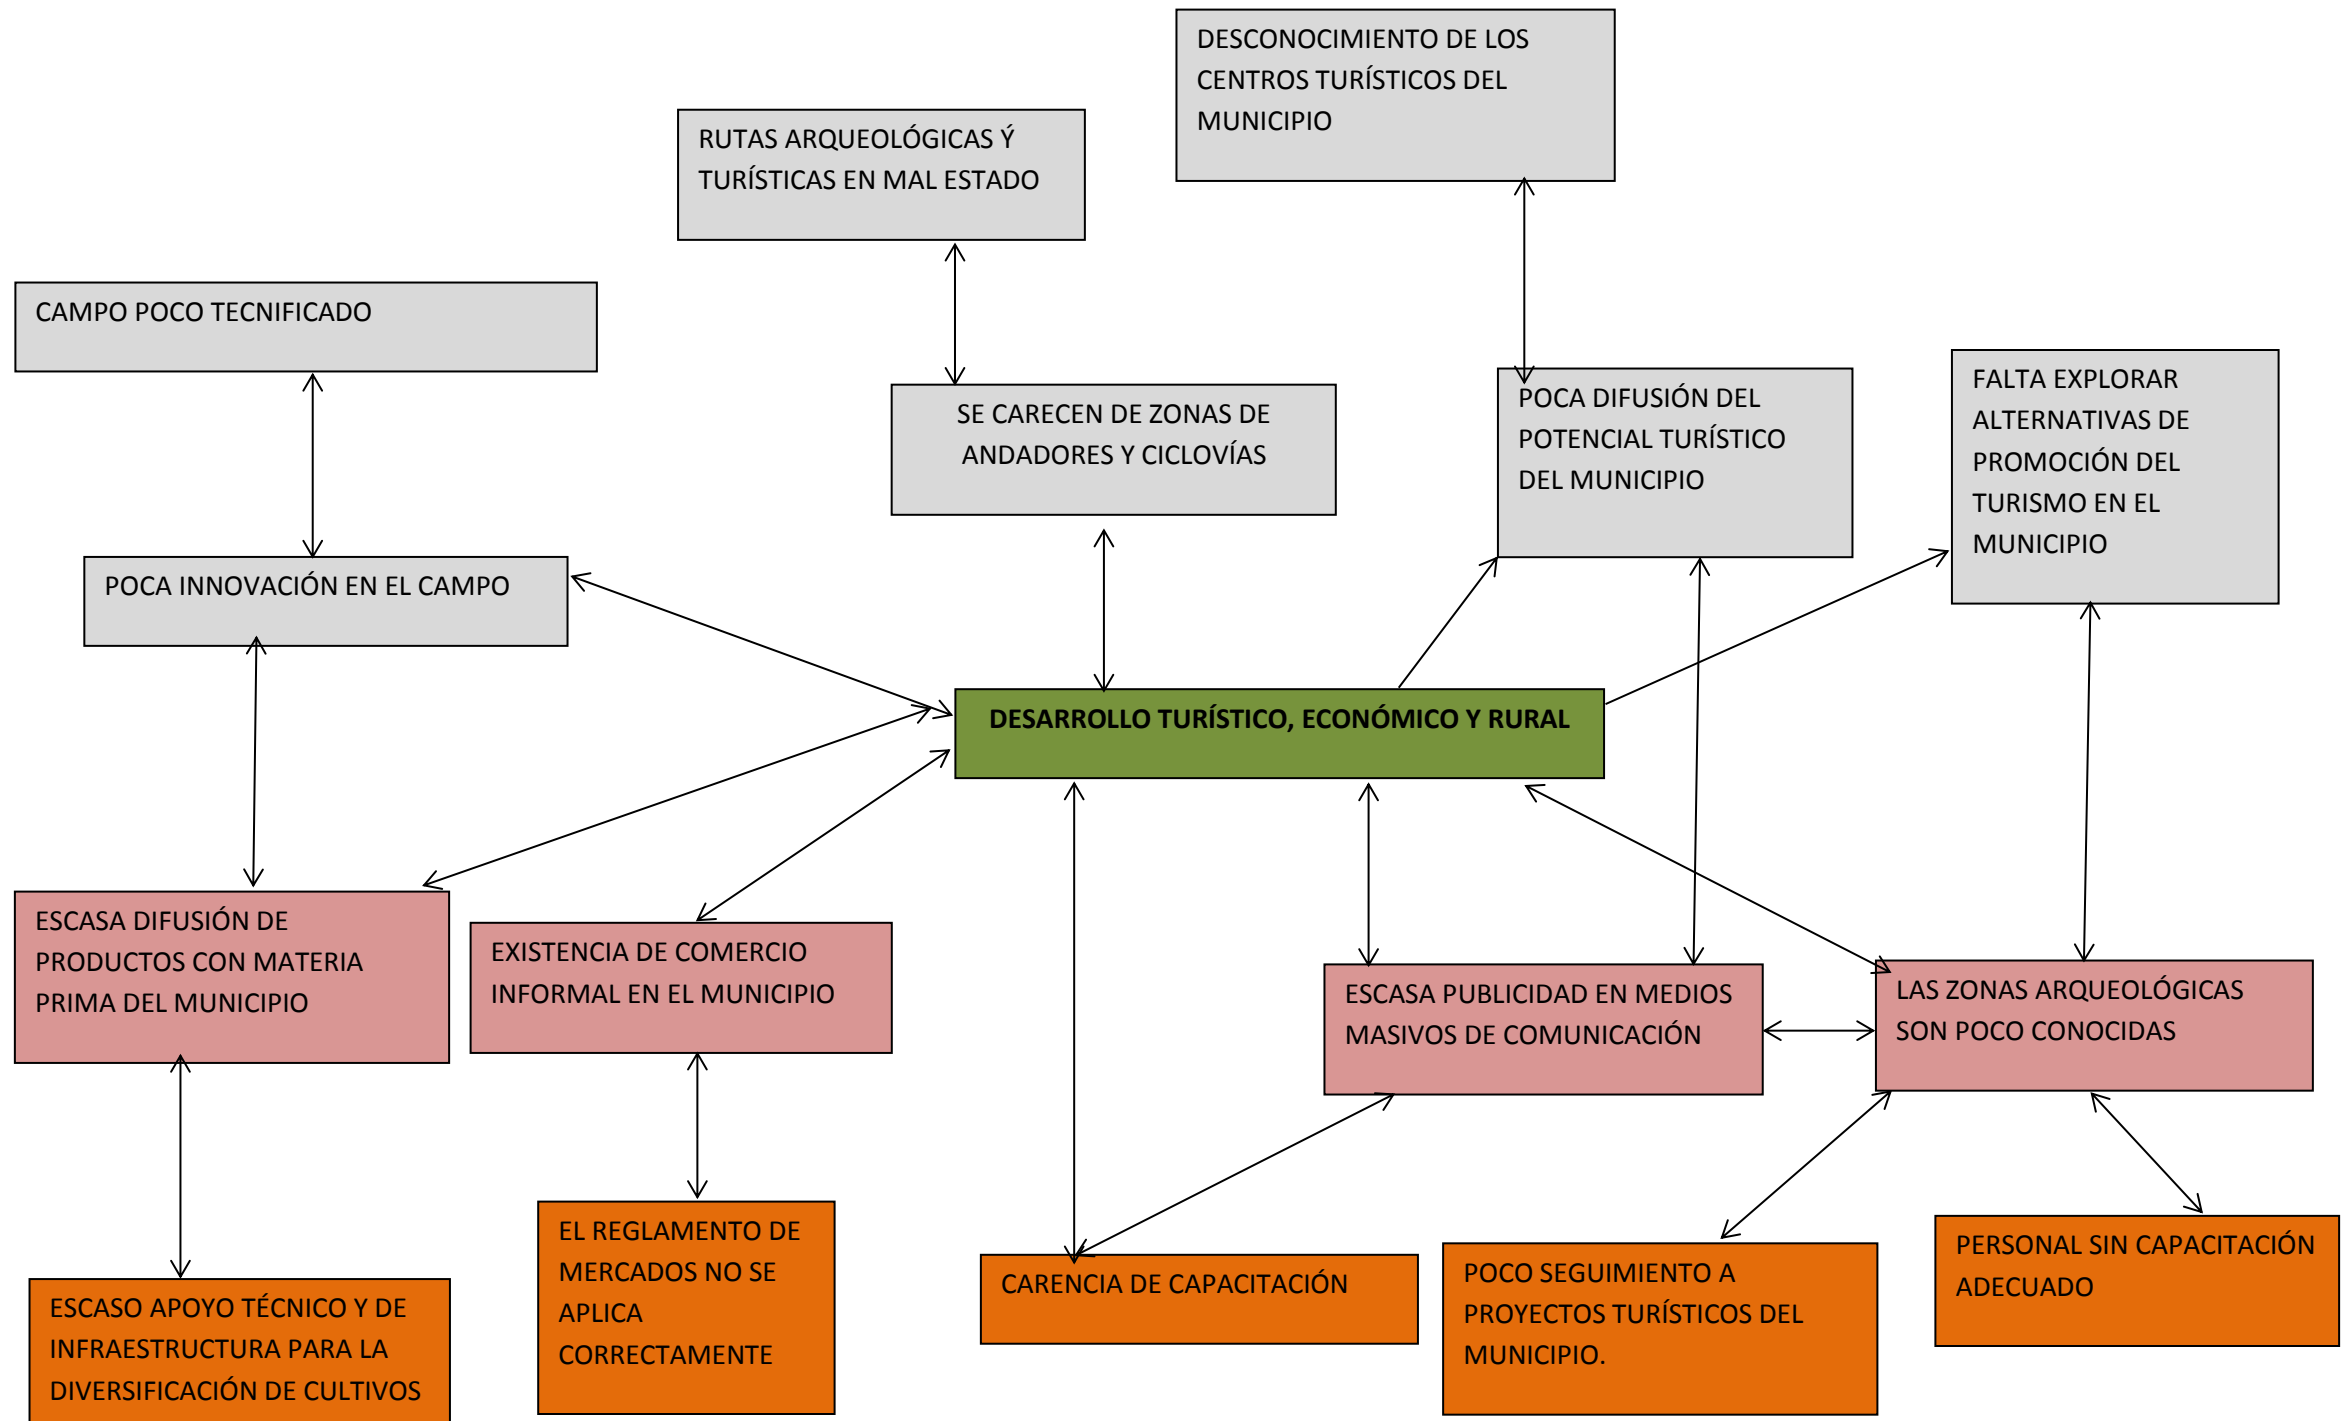 DESCONOCIMIENTO DE LOS
CENTROS TURÍSTICOS DEL
MUNICIPIO
RUTAS ARQUEOLÓGICAS Ý
TURÍSTICAS EN MAL ESTADO
CAMPO POCO TECNIFICADO
SE CARECEN DE ZONAS DE
ANDADORES Y CICLOVÍAS
POCA DIFUSIÓN DEL
POTENCIAL TURÍSTICO
DEL MUNICIPIO
FALTA EXPLORAR
ALTERNATIVAS DE
PROMOCIÓN DEL
TURISMO EN EL
MUNICIPIO
POCA INNOVACIÓN EN EL CAMPO
DESARROLLO TURÍSTICO, ECONÓMICO Y RURAL
ESCASA DIFUSIÓN DE
PRODUCTOS CON MATERIA
PRIMA DEL MUNICIPIO
EXISTENCIA DE COMERCIO
INFORMAL EN EL MUNICIPIO
ESCASA PUBLICIDAD EN MEDIOS
MASIVOS DE COMUNICACIÓN
LAS ZONAS ARQUEOLÓGICAS
SON POCO CONOCIDAS
ESCASO APOYO TÉCNICO Y DE
INFRAESTRUCTURA PARA LA
DIVERSIFICACIÓN DE CULTIVOS
EL REGLAMENTO DE
MERCADOS NO SE
APLICA
CORRECTAMENTE
CARENCIA DE CAPACITACIÓN
POCO SEGUIMIENTO A
PROYECTOS TURÍSTICOS DEL
MUNICIPIO.
PERSONAL SIN CAPACITACIÓN
ADECUADO